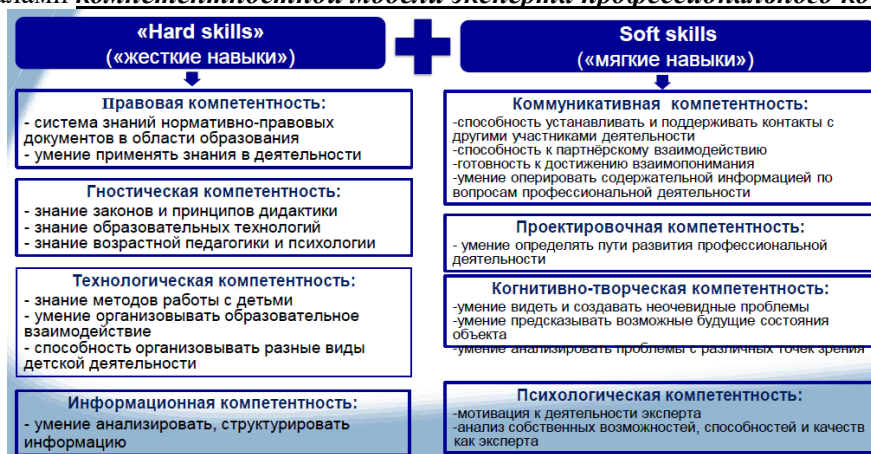 компетентностной модели эксперта профессионального
«Hard skills»
(«жесткие навыки»)
Правовая компетентность:
- система знаний нормативно-правовых
документов в области образования
- умение применять знания в деятельности
Гностическая компетентность:
- знание законов и принципов дидактики
- знание образовательных технологий
- знание возрастной педагогики и психологии
Технологическая компетентность:
- знание методов работы с детьми
- умение организовывать образовательное
взаимодействие
- способность организовывать разные виды
детской деятельности
Информационная компетентность:
- умение анализировать, структурировать
информацию
Soft skills
(«мягкие навыки»)
Коммуникативная компетентность:
-способность устанавливать и поддерживать контакты с
другими участниками деятельности
-способность к партнёрскому взаимодействию
-готовность к достижению взаимопонимания
-умение оперировать содержательной информацией по
вопросам профессиональной деятельности
Проектировочная компетентность:
- умение определять пути развития профессиональной
деятельности
Когнитивно-творческая компетентность:
-умение видеть и создавать неочевидные проблемы
-умение предсказывать возможные будущие состояния
объекта
-умение анализировать проблемы с различных точек зрения
Психологическая компетентность:
-мотивация к деятельности эксперта
-анализ собственных возможностей, способностей и качеств
как эксперта